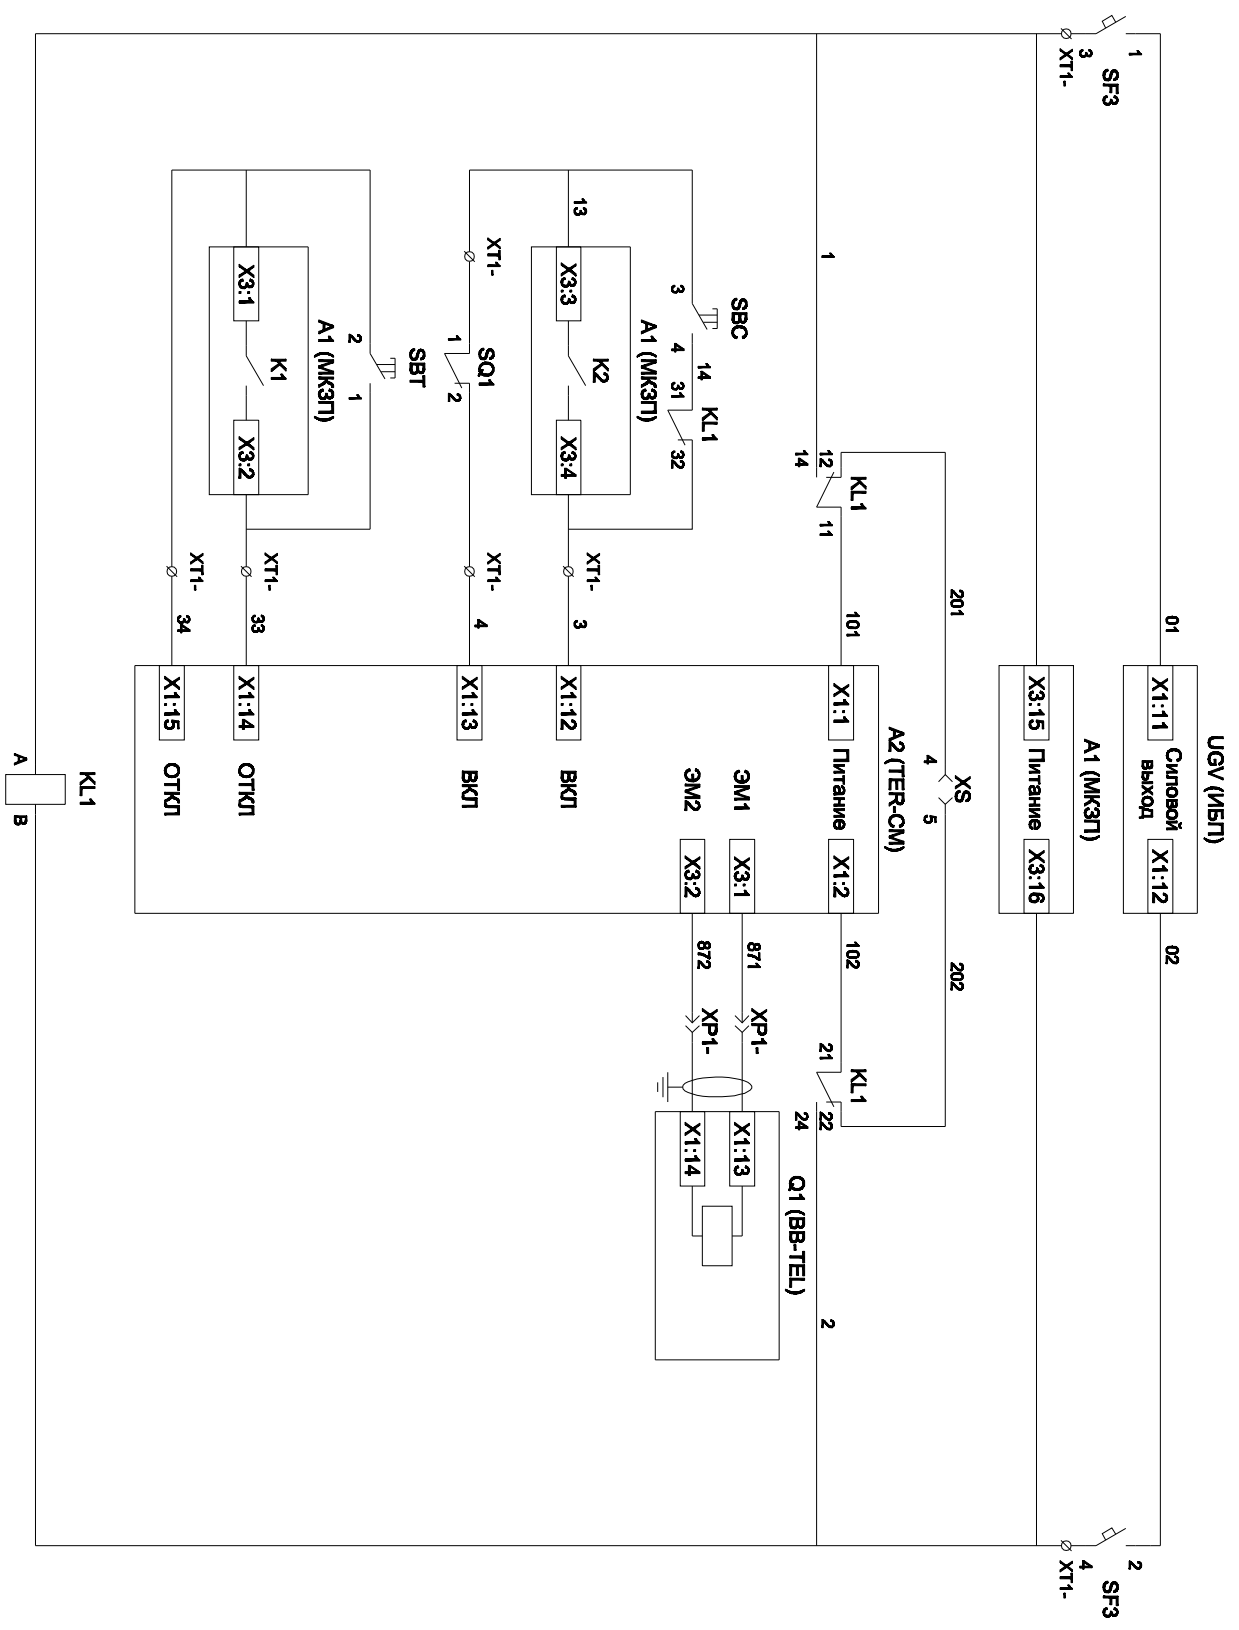 UGV (ИБП)
01
X1:11
Силовой
выход
X1:12
02
1
SF3
3
XT1-
2
SF3
4
XT1-
A1 (МКЗП)
X3:15
Питание
X3:16
201
4
XS
5
202
1
12
14
KL1
11
101
A2 (TER-CM)
X1:1
Питание
X1:2
102
21
KL1
22
24
2
SBC
3
4
14
31
KL1
32
ЭМ1
X3:1
871
XP1-
ЭМ2
X3:2
872
XP1-
Q1 (BB-TEL)
X1:13
X1:14
13
A1 (МКЗП)
X3:3
K2
X3:4
XT1-
3
X1:12
ВКЛ
XT1-
1
SQ1
2
XT1-
4
X1:13
ВКЛ
SBT
2
1
A1 (МКЗП)
X3:1
K1
X3:2
XT1-
33
X1:14
ОТКЛ
XT1-
34
X1:15
ОТКЛ
KL1
A
B